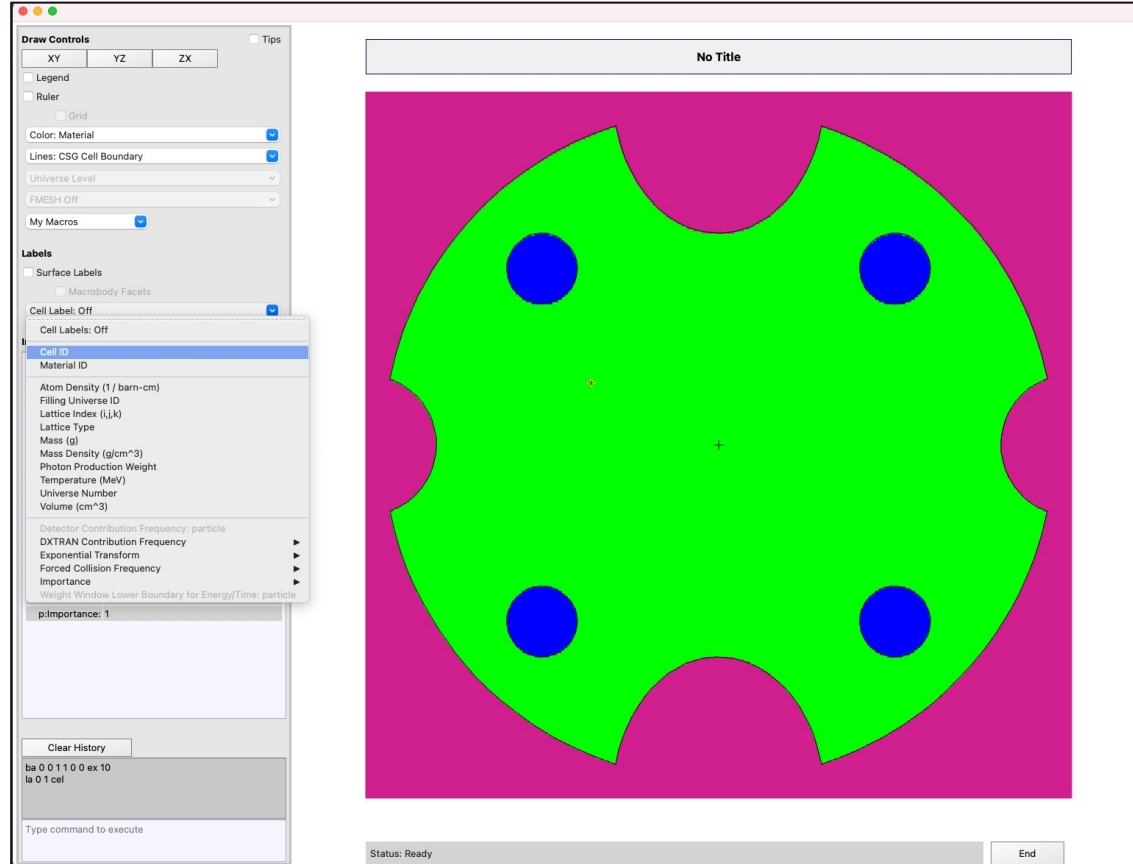 Draw Controls
Tips
XY YZ ZX
No Title
Legend
Ruler
Grid
Color: Material
Lines: CSG Cell Boundary
Universe Level
FMESH Off
My Macros
Labels
Surface Labels
Macrobody Facets
Cell Label: Off
Cell Labels: Off
Cell ID
Material ID
Atom Density (1 / barn-cm)
Filling Universe ID
Lattice Index (i,j,k)
Lattice Type
Mass (g)
Mass Density (g/cm^3)
Photon Production Weight
Temperature (MeV)
Universe Number
Volume (cm^3)
Detector Contribution Frequency: particle
DXTRAN Contribution Frequency
Exponential Transform
Forced Collision Frequency
Importance
Weight Window Lower Boundary for Energy/Time: particle
p:Importance: 1
Clear History
ba 0 0 1 1 0 0 ex 10
la 0 1 cel
Type command to execute
Status: Ready
End